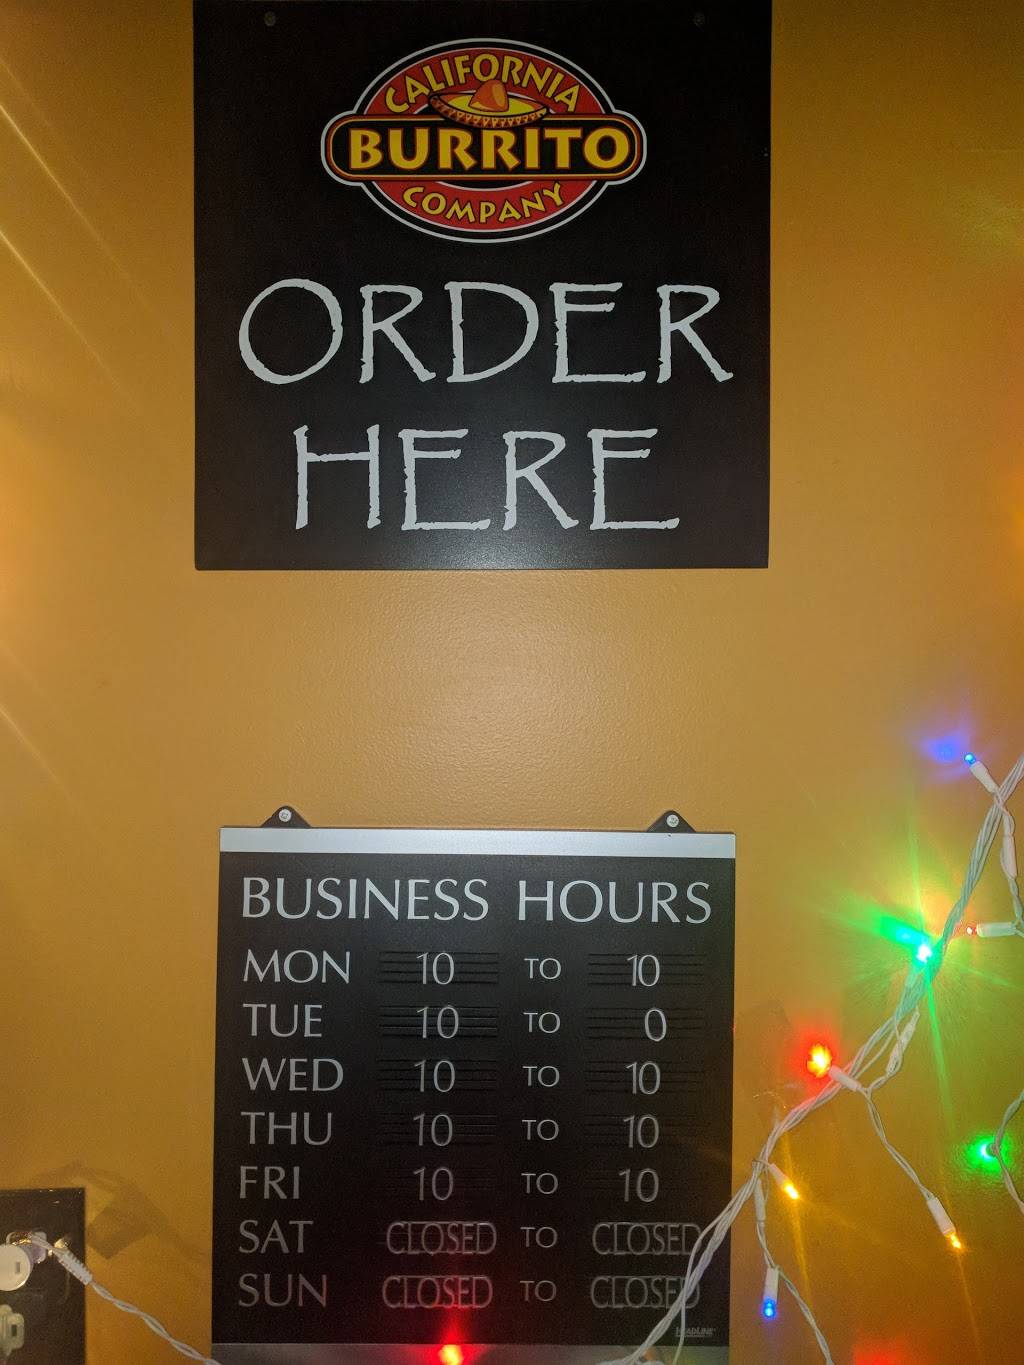 CALIFORNIA
BURRITO
COMPANY
ORDER
HERE
BUSINESS HOURS
MON 10 TO 10
TUE 10 TO 0
WED 10 TO 10
THU 10 TO 10
FRI 10 TO 10
SAT CLOSED TO CLOSED
SUN CLOSED TO CLOSED
HEADLINE